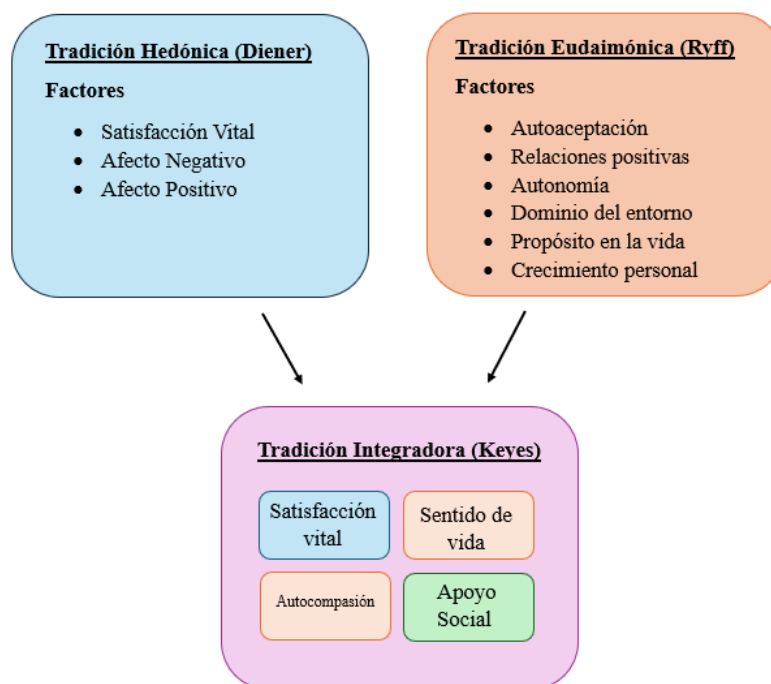 Tradición Hedónica (Diener)
Factores
• Satisfacción Vital
• Afecto Negativo
• Afecto Positivo
Tradición Eudaimónica (Ryff)
Factores
• Autoaceptación
• Relaciones positivas
• Autonomía
• Dominio del entorno
• Propósito en la vida
• Crecimiento personal
Tradición Integradora (Keyes)
Satisfacción
vital
Sentido de
vida
Autocompasión
Apoyo
Social